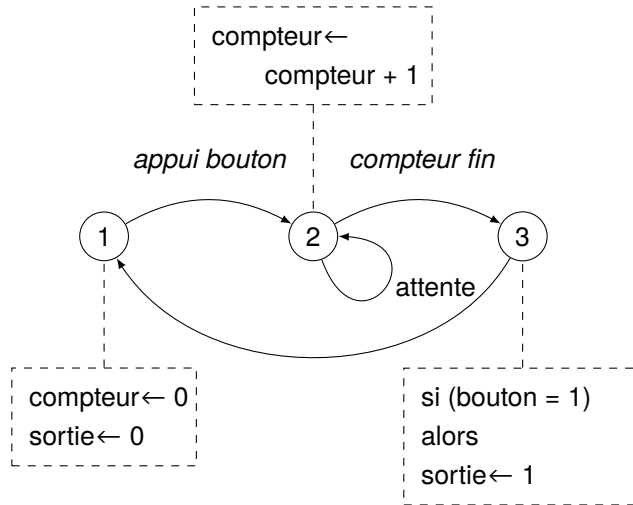 compteur←
compteur + 1
appui bouton
compteur fin
1
2
3
attente
compteur← 0
sortie← 0
si (bouton = 1)
alors
sortie← 1